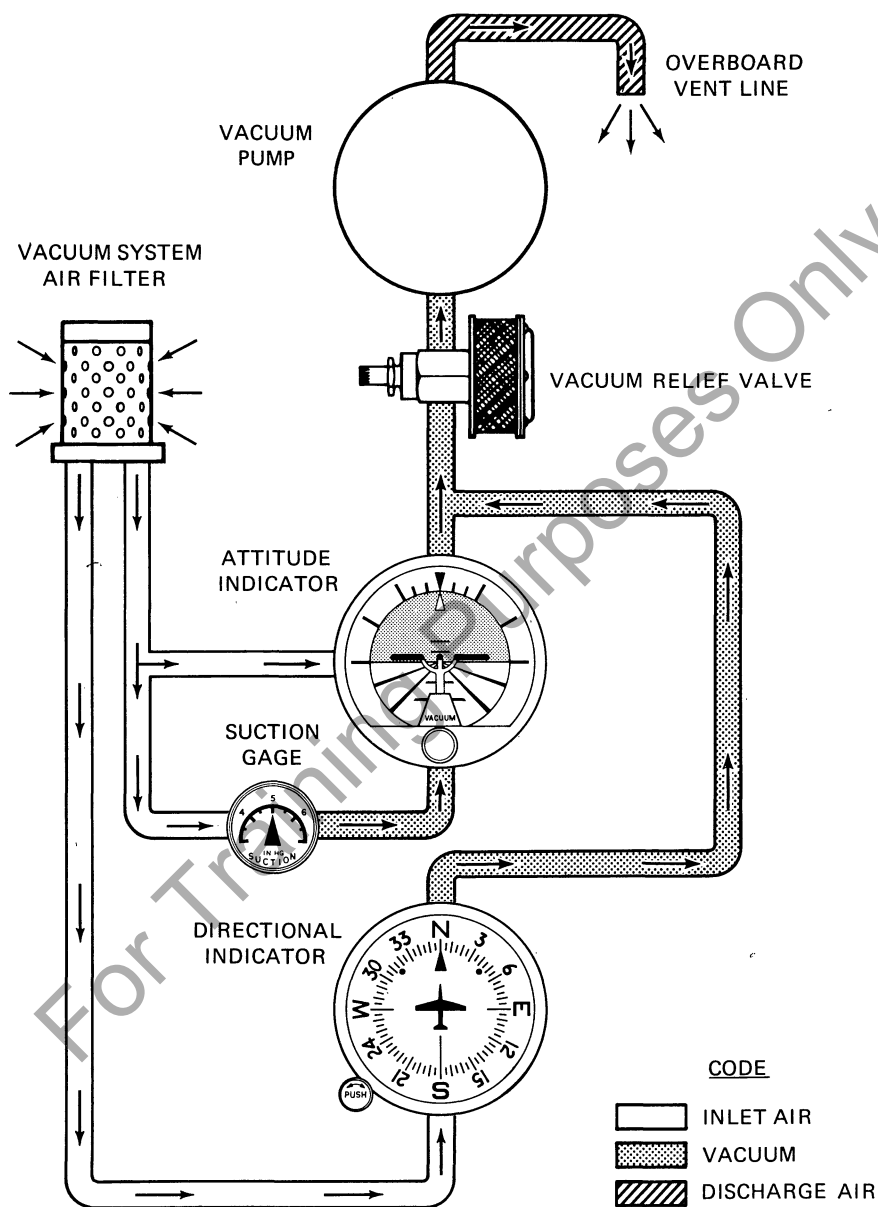 OVERBOARD
VENT LINE
VACUUM
PUMP
VACUUM SYSTEM
AIR FILTER
VACUUM RELIEF VALVE
ATTITUDE
INDICATOR
VACUUM
SUCTION
GAGE
4 5 6
IN HG
SUCTION
DIRECTIONAL
INDICATOR
N 3 6 E 12 15 S 21 24 W 30 33
PUSH
CODE
INLET AIR
VACUUM
DISCHARGE AIR
For Training Purposes Only